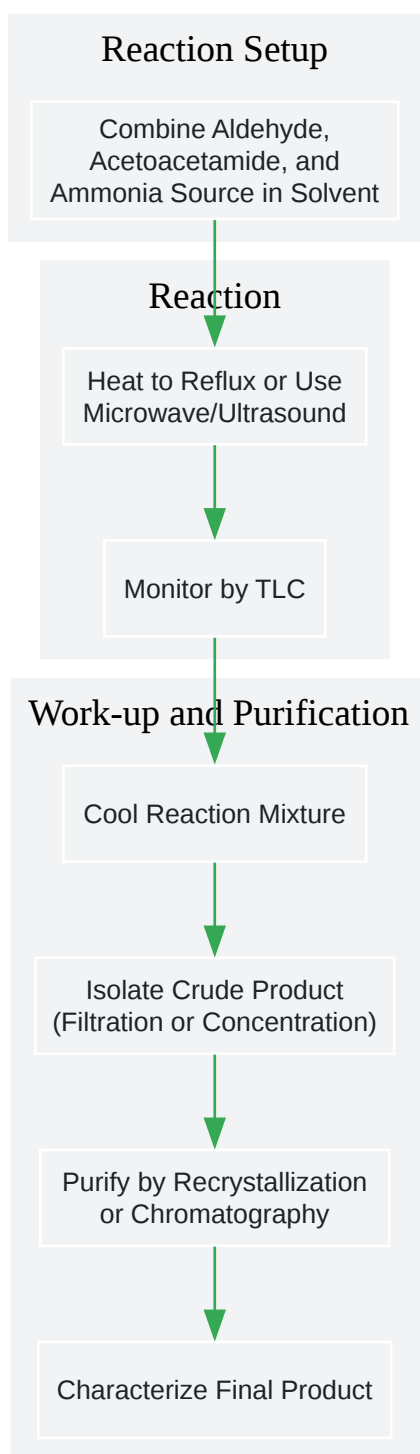 Reaction Setup
Combine Aldehyde,
Acetoacetamide, and
Ammonia Source in Solvent
Reaction
Heat to Reflux or Use
Microwave/Ultrasound
Monitor by TLC
Work-up and Purification
Cool Reaction Mixture
Isolate Crude Product
(Filtration or Concentration)
Purify by Recrystallization
or Chromatography
Characterize Final Product